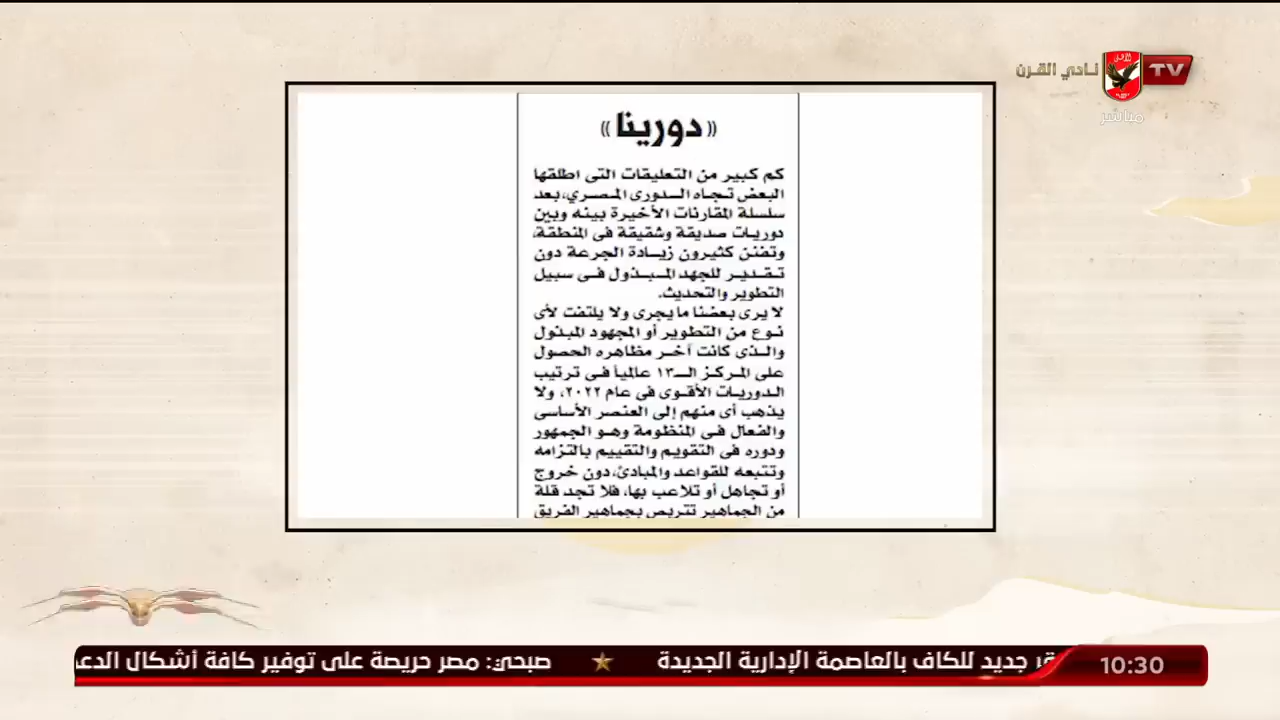 نادي القرن TV
مباشر
«دورينا»
كم كبير من التعليقات التى اطلقها
البعض تجاه الدورى المصري، بعد
سلسلة المقارنات الأخيرة بينه وبين
دوريات صديقة وشقيقة فى المنطقة،
وتفنن كثيرون زيادة الجرعة دون
تقدير للجهد المبذول فى سبيل
التطوير والتحديث.
لا يرى بعضنا ما يجرى ولا يلتفت لأى
نوع من التطوير أو المجهود المبذول
والذى كانت آخر مظاهره الحصول
على المركز الـ١٣ عالمياً فى ترتيب
الدوريات الأقوى فى عام ٢٠٢٢، ولا
يذهب أى منهم إلى العنصر الأساسى
والفعال فى المنظومة وهو الجمهور
ودوره فى التقويم والتقييم بالتزامه
وتتبعه للقواعد والمبادئ، دون خروج
أو تجاهل أو تلاعب بها، فلا تجد قلة
من الجماهير تتربص بجماهير الفريق
10:30
جديد للكاف بالعاصمة الإدارية الجديدة ★ صبحي: مصر حريصة على توفير كافة أشكال